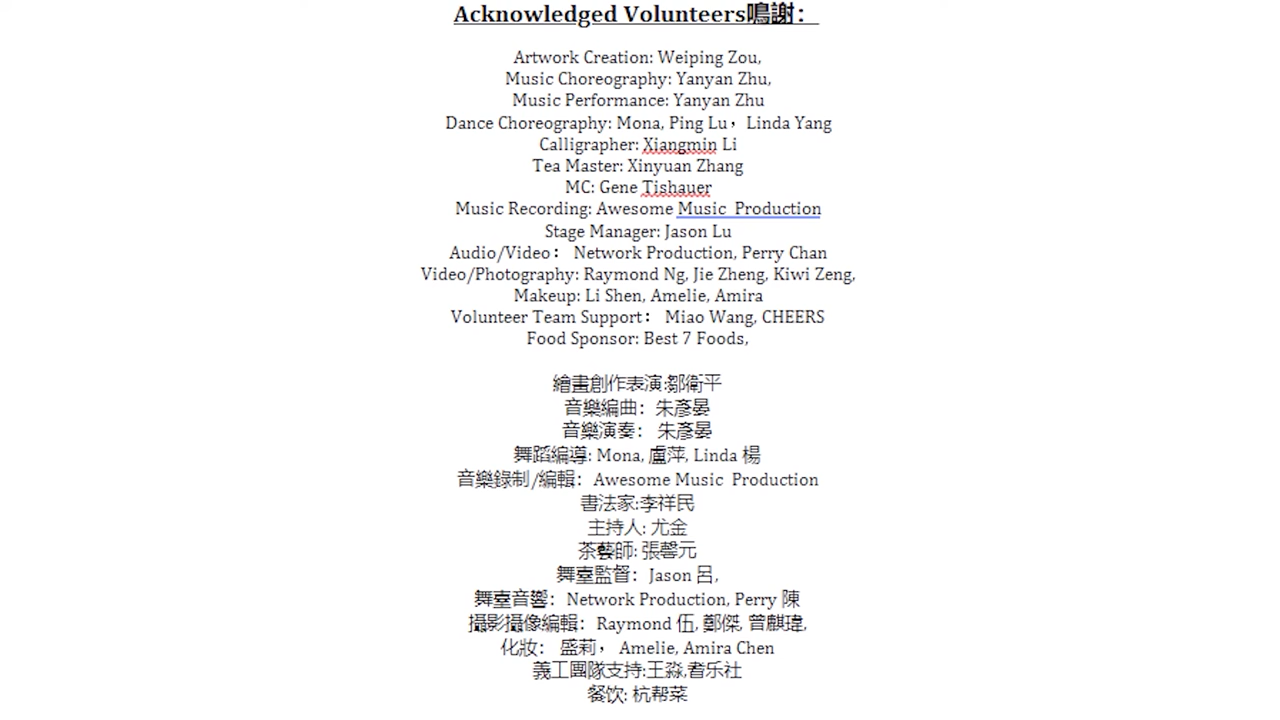 Acknowledged Volunteers鳴謝：
Artwork Creation: Weiping Zou,
Music Choreography: Yanyan Zhu,
Music Performance: Yanyan Zhu
Dance Choreography: Mona, Ping Lu，Linda Yang
Calligrapher: Xiangmin Li
Tea Master: Xinyuan Zhang
MC: Gene Tishauer
Music Recording: Awesome Music  Production
Stage Manager: Jason Lu
Audio/Video： Network Production, Perry Chan
Video/Photography: Raymond Ng, Jie Zheng, Kiwi Zeng,
Makeup: Li Shen, Amelie, Amira
Volunteer Team Support： Miao Wang, CHEERS
Food Sponsor: Best 7 Foods,
繪畫創作表演:鄒衛平
音樂编曲： 朱彥晏
音樂演奏： 朱彥晏
舞蹈編導: Mona, 盧萍, Linda 楊
音樂錄制/编輯： Awesome Music  Production
書法家:李祥民
主持人: 尤金
茶藝師: 張馨元
舞臺監督： Jason 呂,
舞臺音響： Network Production, Perry 陳
攝影攝像编輯： Raymond 伍, 鄭傑, 曾麒瑋,
化妝： 盛莉， Amelie, Amira Chen
義工團隊支持:王淼,耆乐社
餐饮: 杭帮菜